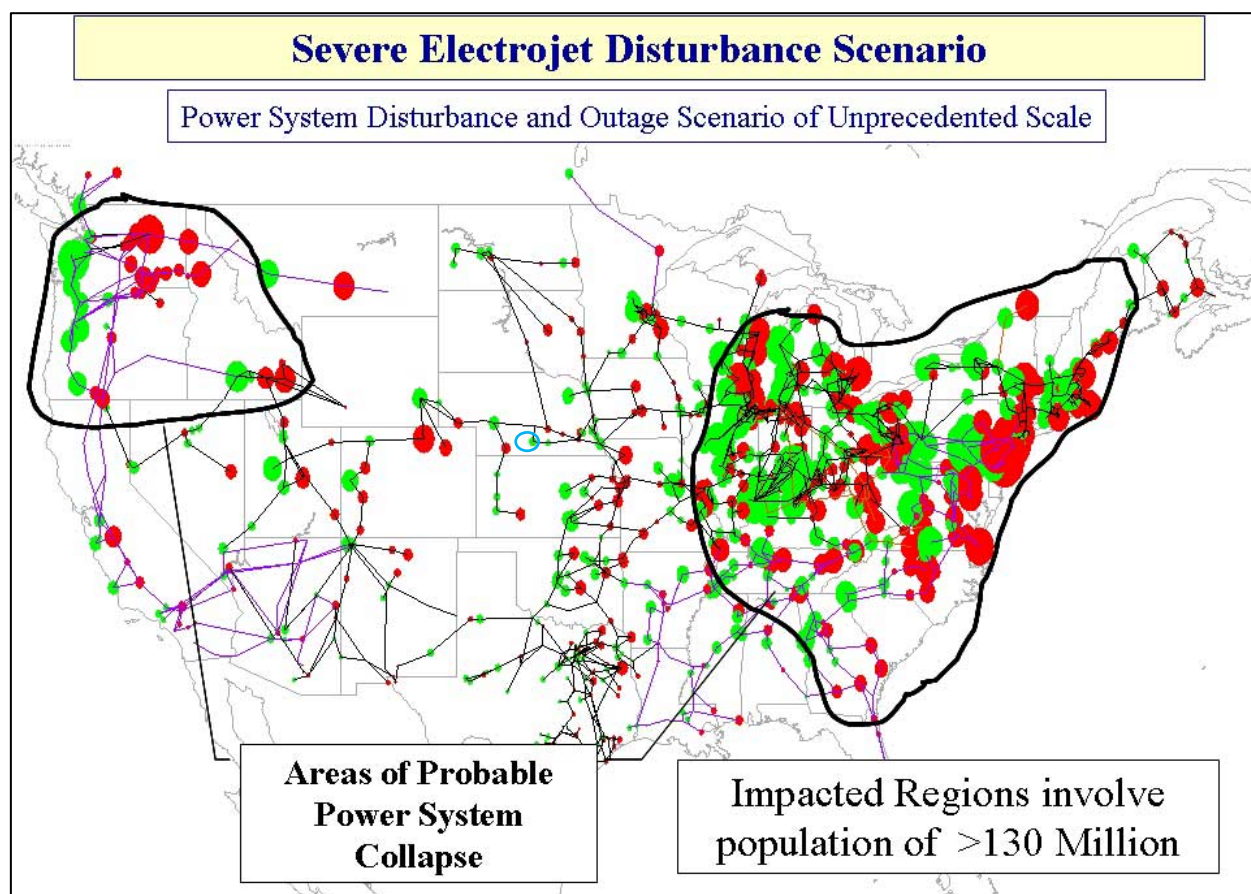 Severe Electrojet Disturbance Scenario
Power System Disturbance and Outage Scenario of Unprecedented Scale
Areas of Probable
Power System
Collapse
Impacted Regions involve
population of >130 Million